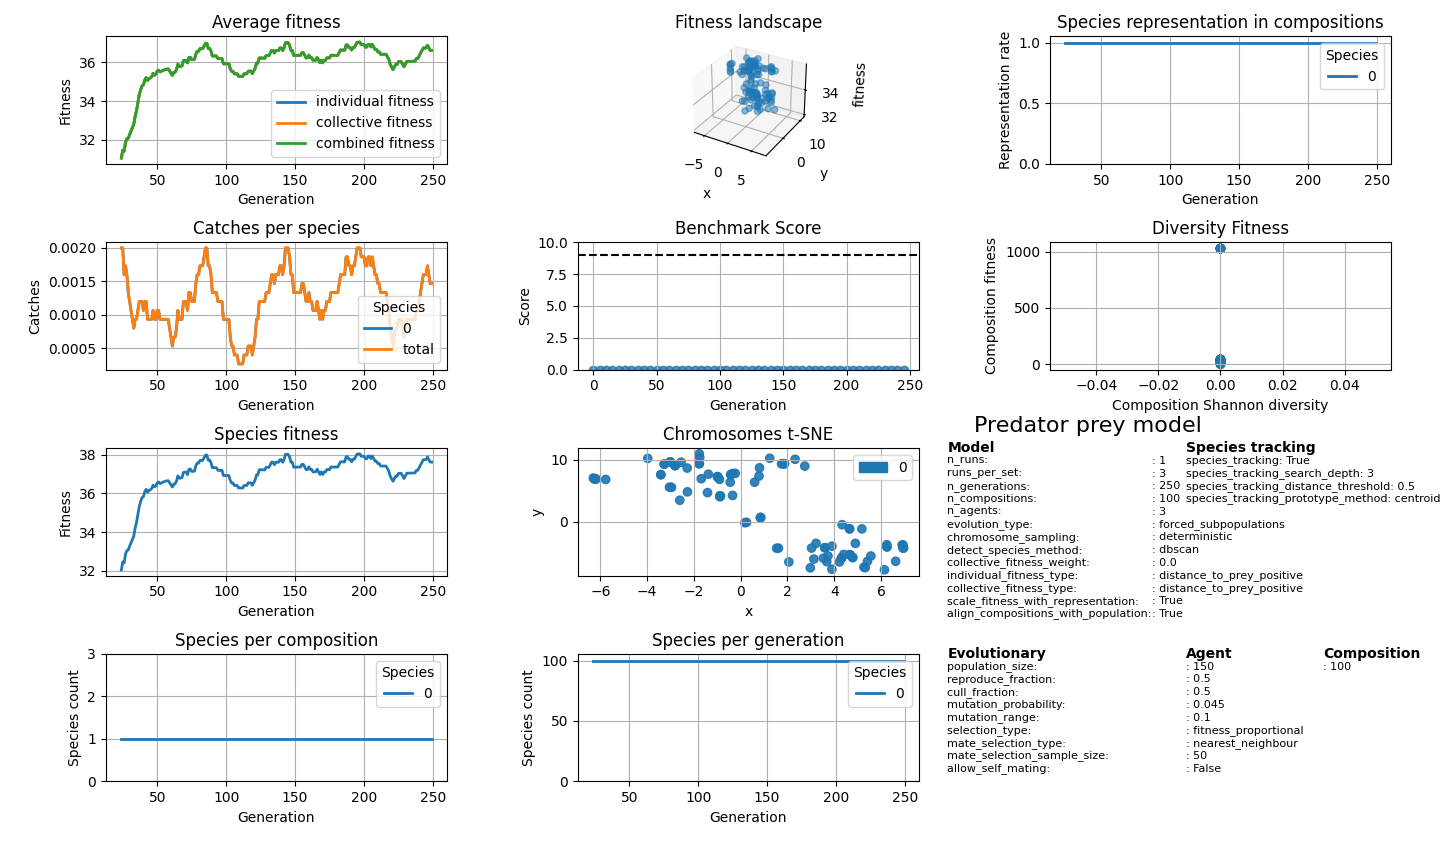 Average fitness
Fitness
36
34
32
individual fitness
collective fitness
combined fitness
50 100 150 200 250
Generation
Fitness landscape
fitness
34
32
10
0
y
−5 0 5
x
Species representation in compositions
Representation rate
1.0
0.5
0.0
Species
0
50 100 150 200 250
Generation
Catches per species
Catches
0.0020
0.0015
0.0010
0.0005
Species
0
total
50 100 150 200 250
Generation
Benchmark Score
Score
10.0
7.5
5.0
2.5
0.0
0 50 100 150 200 250
Generation
Diversity Fitness
Composition fitness
1000
500
0
−0.04 −0.02 0.00 0.02 0.04
Composition Shannon diversity
Species fitness
Fitness
38
36
34
32
50 100 150 200 250
Generation
Chromosomes t-SNE
y
10
0
0
−6 −4 −2 0 2 4 6
x
Predator prey model
Model
n_runs: : 1
runs_per_set: : 3
n_generations: : 250
n_compositions: : 100
n_agents: : 3
evolution_type: : forced_subpopulations
chromosome_sampling: : deterministic
detect_species_method: : dbscan
collective_fitness_weight: : 0.0
individual_fitness_type: : distance_to_prey_positive
collective_fitness_type: : distance_to_prey_positive
scale_fitness_with_representation: : True
align_compositions_with_population: : True
Species tracking
species_tracking: True
species_tracking_search_depth: 3
species_tracking_distance_threshold: 0.5
species_tracking_prototype_method: centroid
Species per composition
Species count
3
2
1
0
Species
0
50 100 150 200 250
Generation
Species per generation
Species count
100
50
0
Species
0
50 100 150 200 250
Generation
Evolutionary Agent Composition
population_size: : 150 : 100
reproduce_fraction: : 0.5
cull_fraction: : 0.5
mutation_probability: : 0.045
mutation_range: : 0.1
selection_type: : fitness_proportional
mate_selection_type: : nearest_neighbour
mate_selection_sample_size: : 50
allow_self_mating: : False